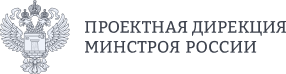 ПРОЕКТНАЯ ДИРЕКЦИЯ
МИНСТРОЯ РОССИИ